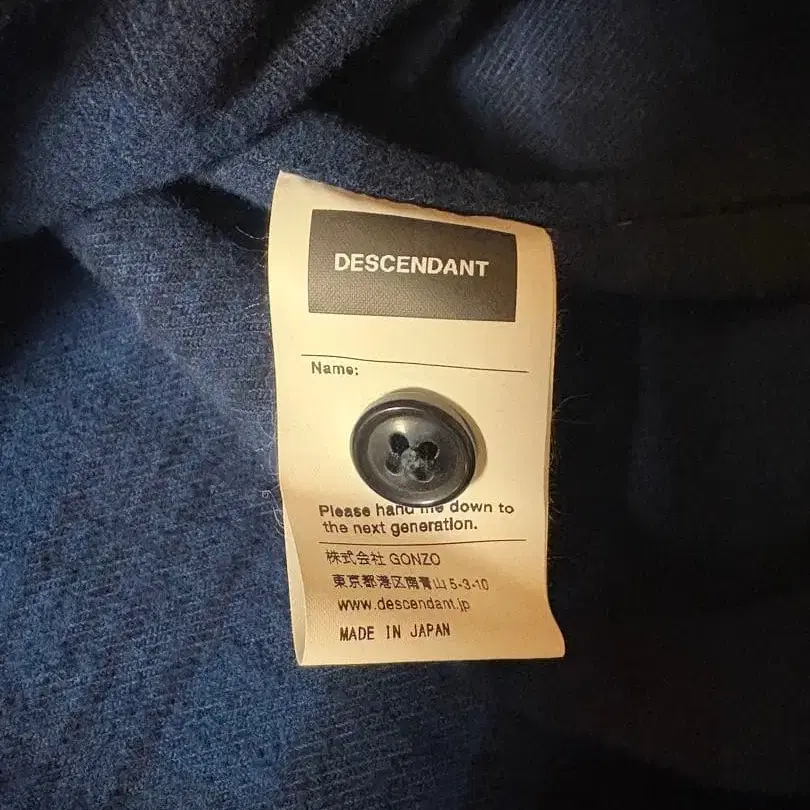 DESCENDANT
Name:
Please hand me down to
the next generation.
株式会社 GONZO
東京都港区南青山 5-3-10
www.descendant.jp
MADE IN JAPAN